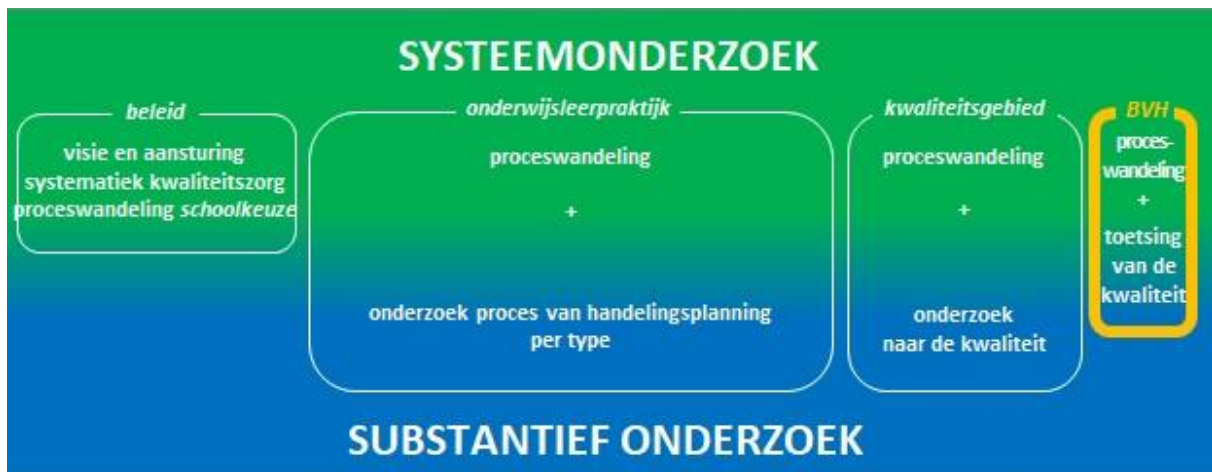 SYSTEEMONDERZOEK
beleid
visie en aansturing
systematiek kwaliteitszorg
proceswandeling schoolkeuze
onderwijsleerpraktijk
proceswandeling
+
onderzoek proces van handelingsplanning
per type
kwaliteitsgebied
proceswandeling
+
onderzoek
naar de kwaliteit
BVH
proces-
wandeling
+
toetsing
van de
kwaliteit
SUBSTANTIEF ONDERZOEK